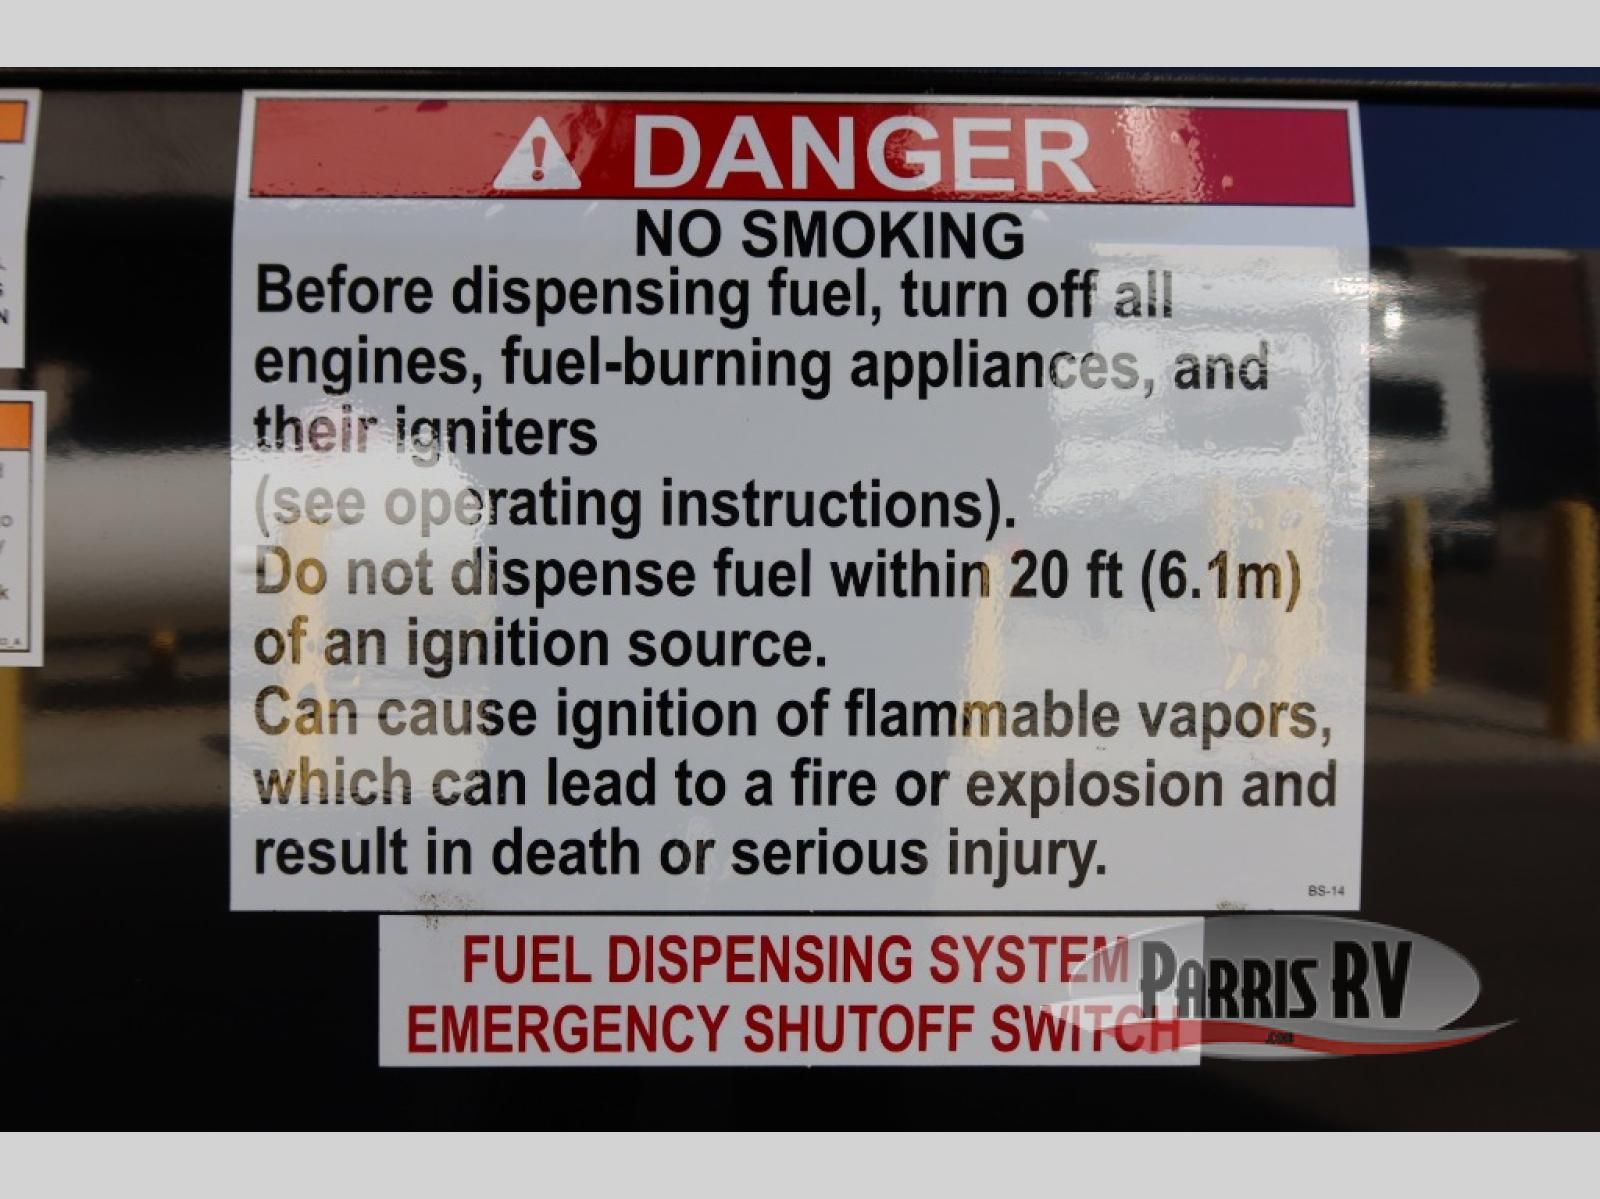 DANGER
NO SMOKING
Before dispensing fuel, turn off all
engines, fuel-burning appliances, and
their igniters
(see operating instructions).
Do not dispense fuel within 20 ft (6.1m)
of an ignition source.
Can cause ignition of flammable vapors,
which can lead to a fire or explosion and
result in death or serious injury.
BS-14
FUEL DISPENSING SYSTEM
EMERGENCY SHUTOFF SWITCH
PARRIS RV
.COM